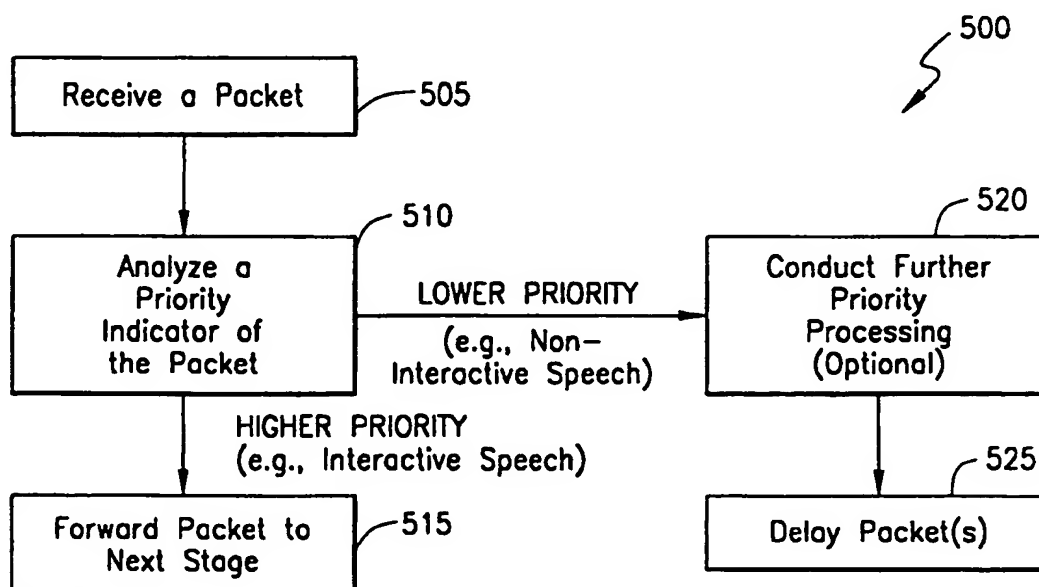 500
Receive a Packet
505
510
Analyze a
Priority
Indicator of
the Packet
LOWER PRIORITY
(e.g., Non-
Interactive Speech)
520
Conduct Further
Priority
Processing
(Optional)
HIGHER PRIORITY
(e.g., Interactive Speech)
Forward Packet to
Next Stage
515
525
Delay Packet(s)